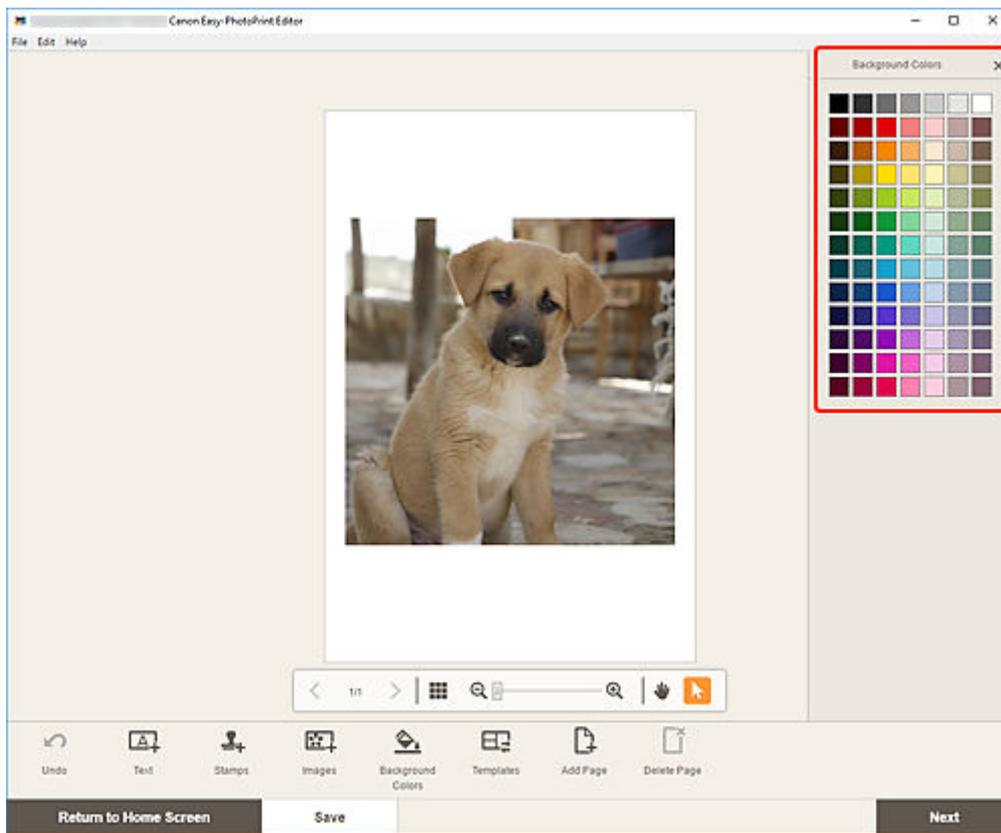 Canon Easy-PhotoPrint Editor
File Edit Help
Background Colors
1/1
Undo
Text
Stamps
Images
Background
Colors
Templates
Add Page
Delete Page
Return to Home Screen
Save
Next